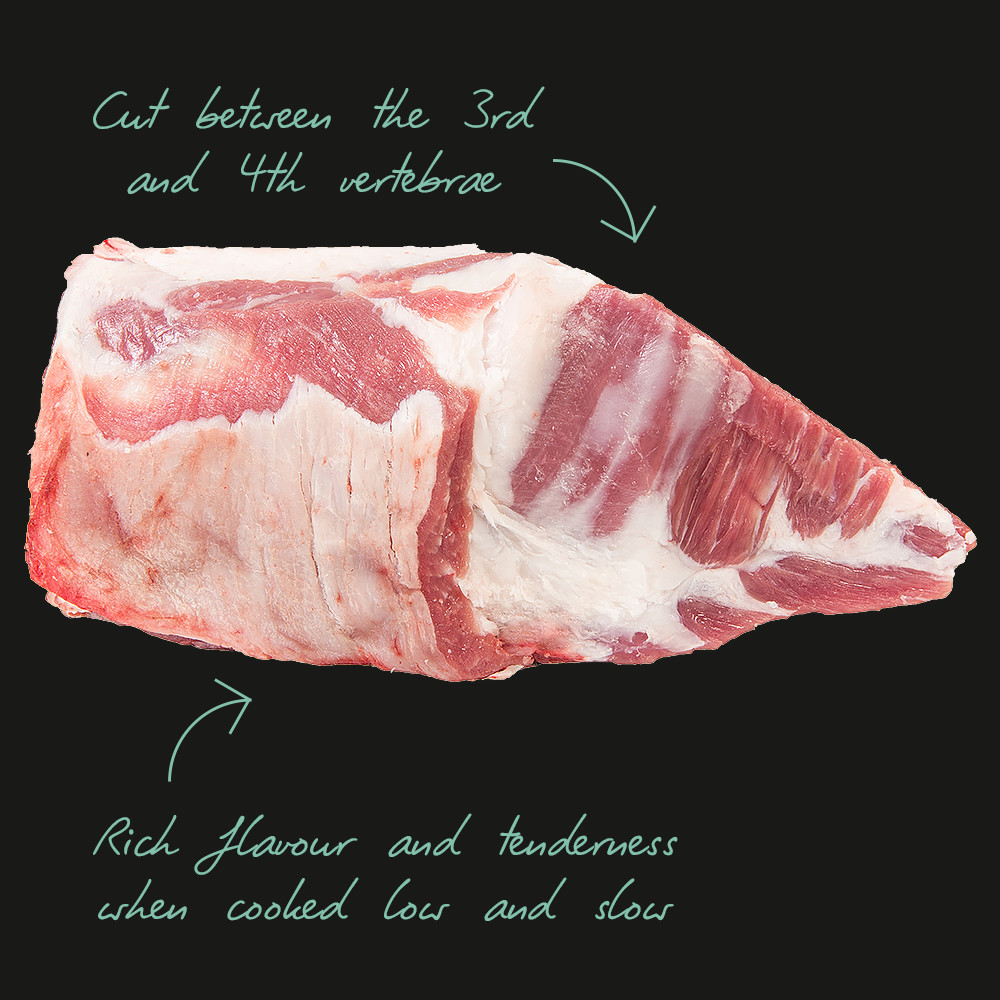 Cut between the 3rd
and 4th vertebrae
Rich flavour and tenderness
when cooked low and slow